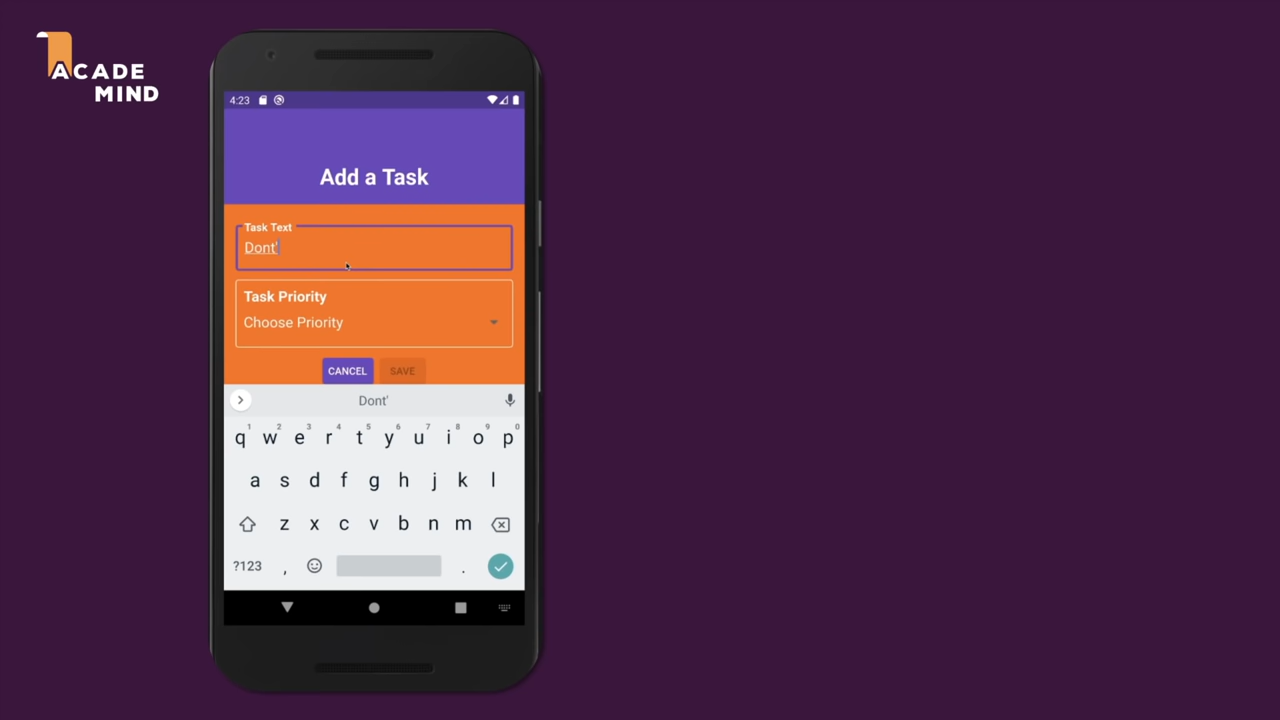 ACADE
MIND
4:23
Add a Task
Task Text
Dont'
Task Priority
Choose Priority
CANCEL SAVE
Dont'
1 2 3 4 5 6 7 8 9 0
q w e r t y u i o p
a s d f g h j k l
z x c v b n m
?123 , .